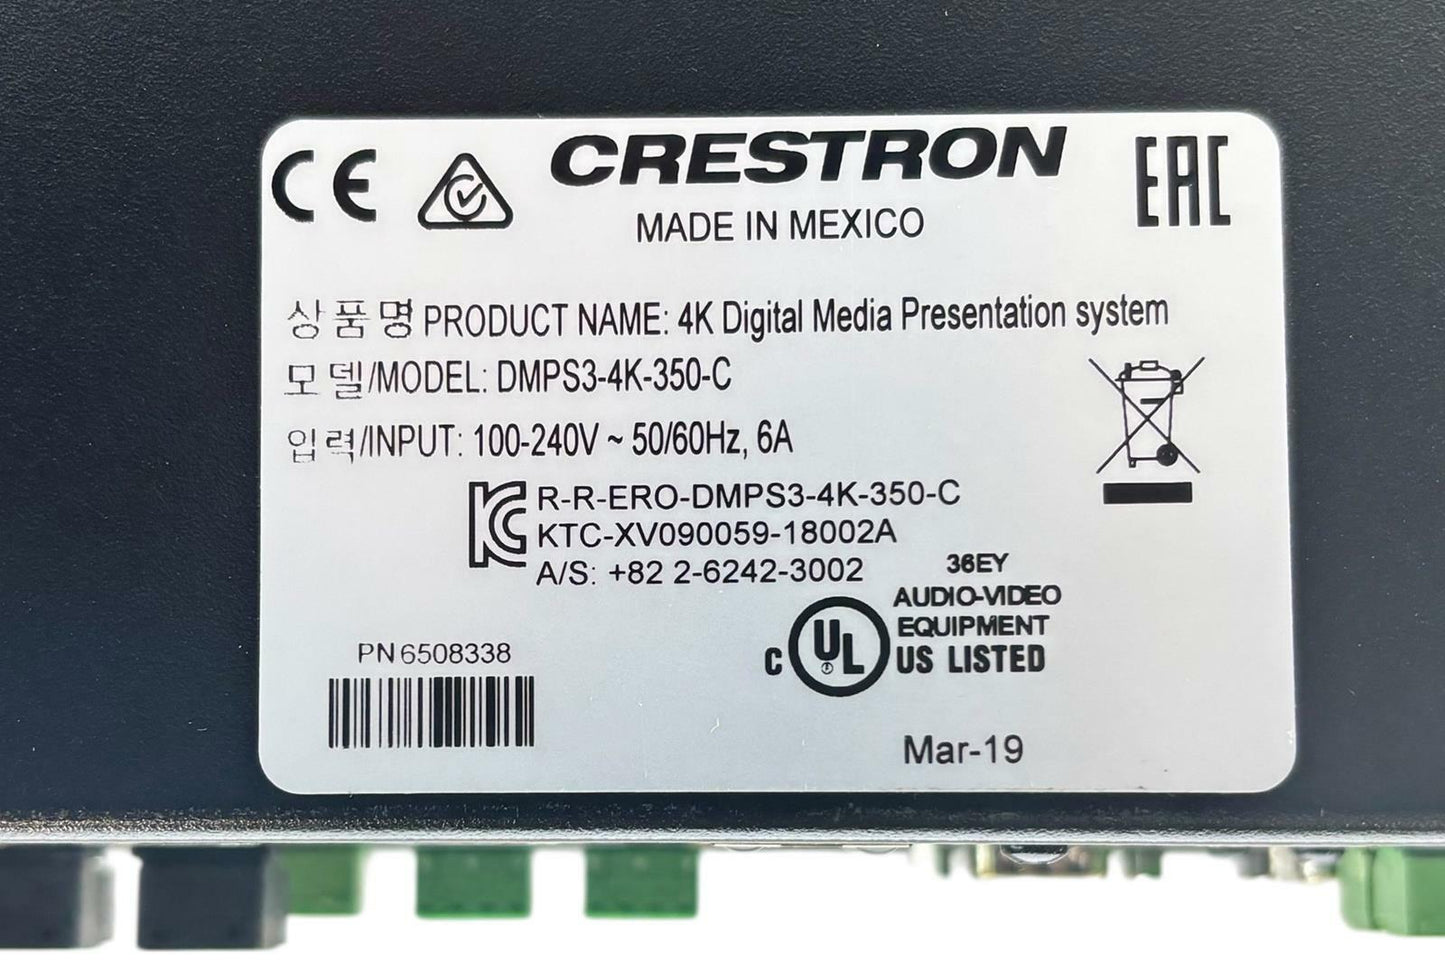 CE
CRESTRON
EAC
MADE IN MEXICO
상품명 PRODUCT NAME: 4K Digital Media Presentation system
모델/MODEL: DMPS3-4K-350-C
입력/INPUT: 100-240V ~ 50/60Hz, 6A
KC
R-R-ERO-DMPS3-4K-350-C
KTC-XV090059-18002A
A/S: +82 2-6242-3002
36EY
AUDIO-VIDEO
EQUIPMENT
C UL US LISTED
PN 6508338
Mar-19